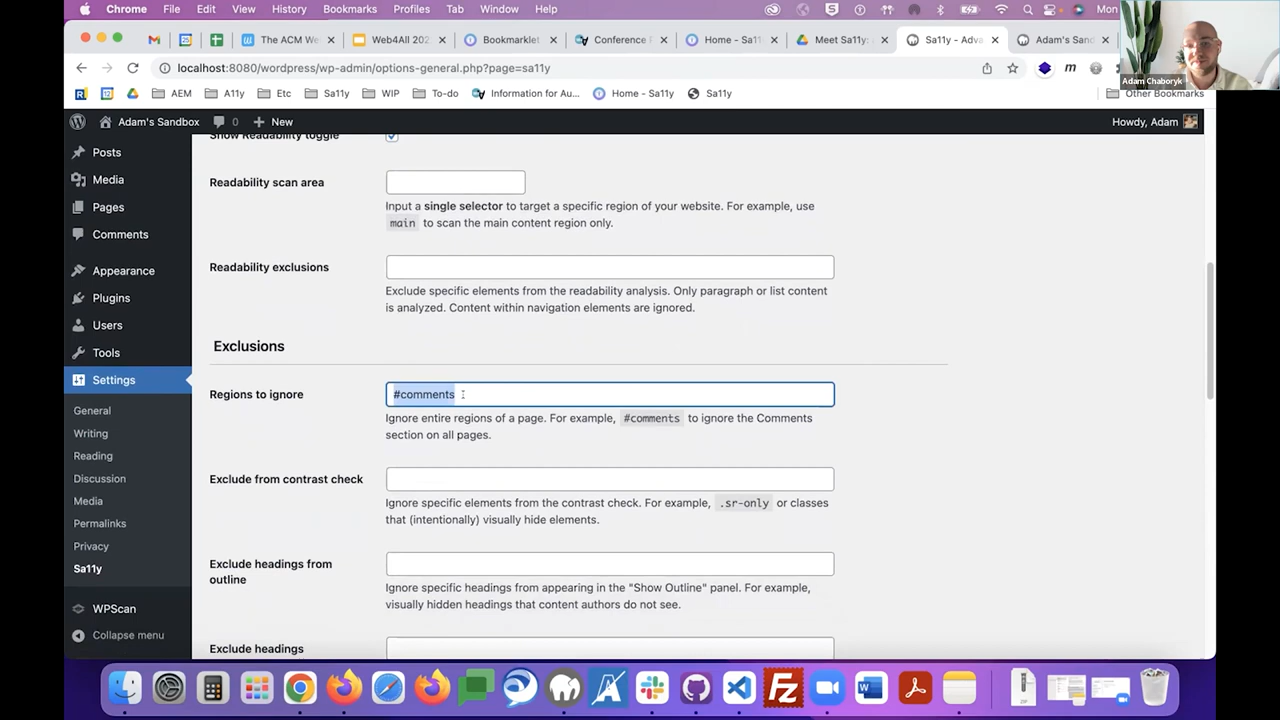 Chrome File Edit View History Bookmarks Profiles Tab Window Help Mon
The ACM We
Web4All 202
Bookmarklet
Conference P
Home - Sa11y
Meet Sa11y:
Sa11y - Adva
Adam's Sand
localhost:8080/wordpress/wp-admin/options-general.php?page=sa11y
Adam Chaboryk
AEM A11y Etc Sa11y WIP To-do Information for Au... Home - Sa11y Sa11y Other Bookmarks
Adam's Sandbox 0 New Howdy, Adam
Show Readability toggle
Posts
Media
Pages
Comments
Appearance
Plugins
Users
Tools
Settings
General
Writing
Reading
Discussion
Media
Permalinks
Privacy
Sa11y
WPScan
Collapse menu
Readability scan area
Input a single selector to target a specific region of your website. For example, use
main to scan the main content region only.
Readability exclusions
Exclude specific elements from the readability analysis. Only paragraph or list content
is analyzed. Content within navigation elements are ignored.
Exclusions
Regions to ignore
#comments
Ignore entire regions of a page. For example, #comments to ignore the Comments
section on all pages.
Exclude from contrast check
Ignore specific elements from the contrast check. For example, .sr-only or classes
that (intentionally) visually hide elements.
Exclude headings from
outline
Ignore specific headings from appearing in the "Show Outline" panel. For example,
visually hidden headings that content authors do not see.
Exclude headings